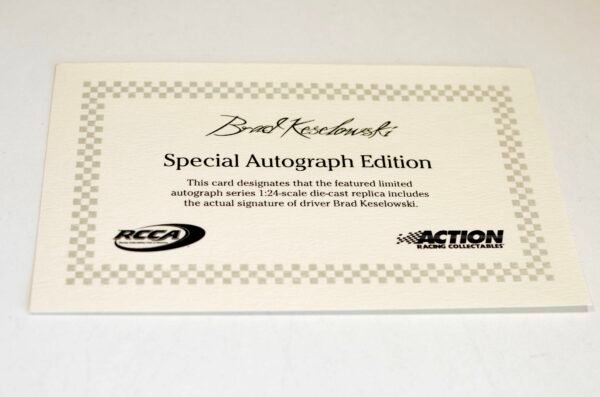 Brad Keselowski
Special Autograph Edition
This card designates that the featured limited
autograph series 1:24-scale die-cast replica includes
the actual signature of driver Brad Keselowski.
RCCA
ACTION
RACING COLLECTABLES